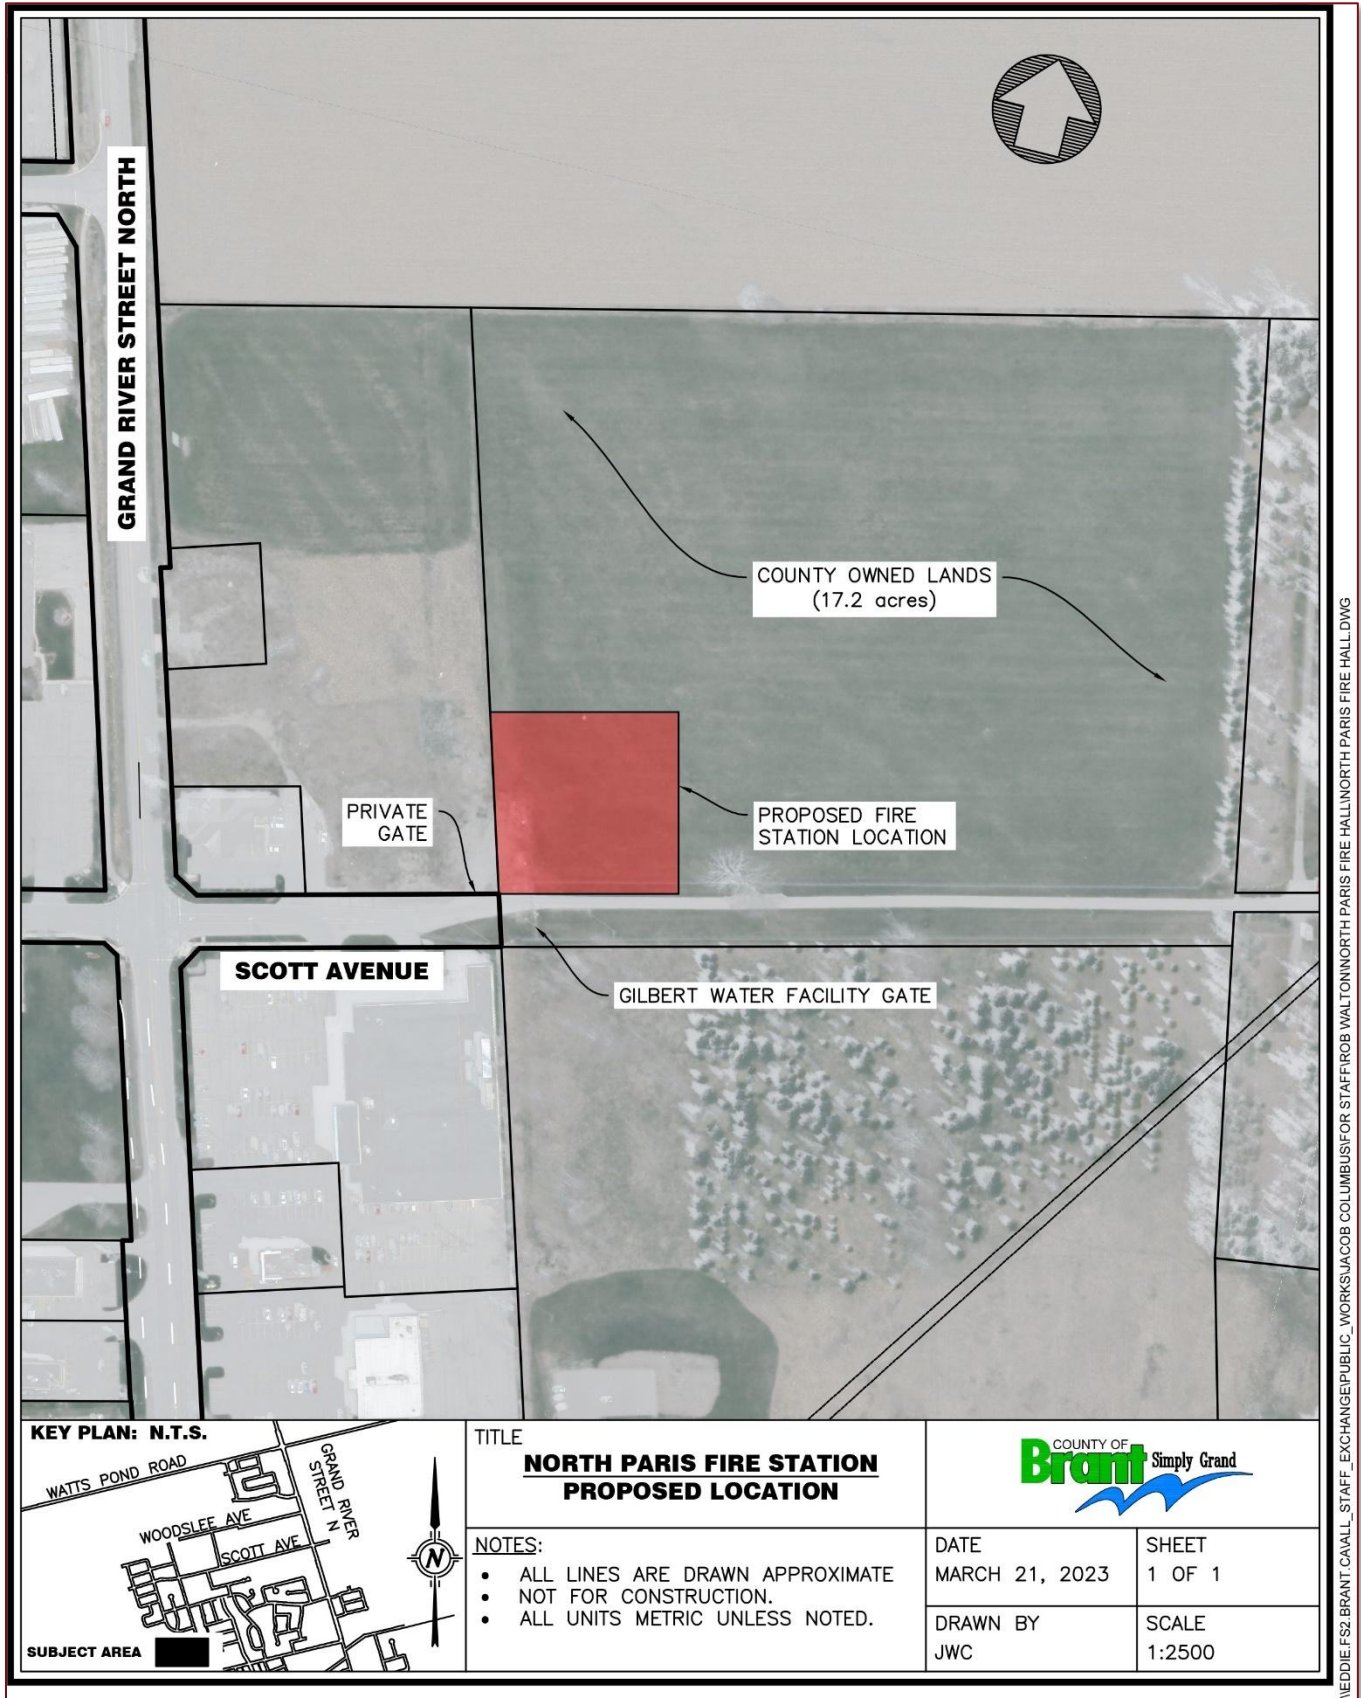 GRAND RIVER STREET NORTH
COUNTY OWNED LANDS
(17.2 acres)
PRIVATE
GATE
PROPOSED FIRE
STATION LOCATION
SCOTT AVENUE
GILBERT WATER FACILITY GATE
KEY PLAN: N.T.S.
WATTS POND ROAD
GRAND RIVER
STREET N
WOODSLEE AVE
SCOTT AVE
N
SUBJECT AREA
TITLE
NORTH PARIS FIRE STATION
PROPOSED LOCATION
NOTES:
• ALL LINES ARE DRAWN APPROXIMATE
• NOT FOR CONSTRUCTION.
• ALL UNITS METRIC UNLESS NOTED.
COUNTY OF
Brant Simply Grand
DATE
MARCH 21, 2023
SHEET
1 OF 1
DRAWN BY
JWC
SCALE
1:2500
\\EDDIE.FS2.BRANT.CA\ALL_STAFF_EXCHANGE\PUBLIC_WORKS\JACOB COLUMBUS\FOR STAFF\ROB WALTON\NORTH PARIS FIRE HALL\NORTH PARIS FIRE HALL.DWG